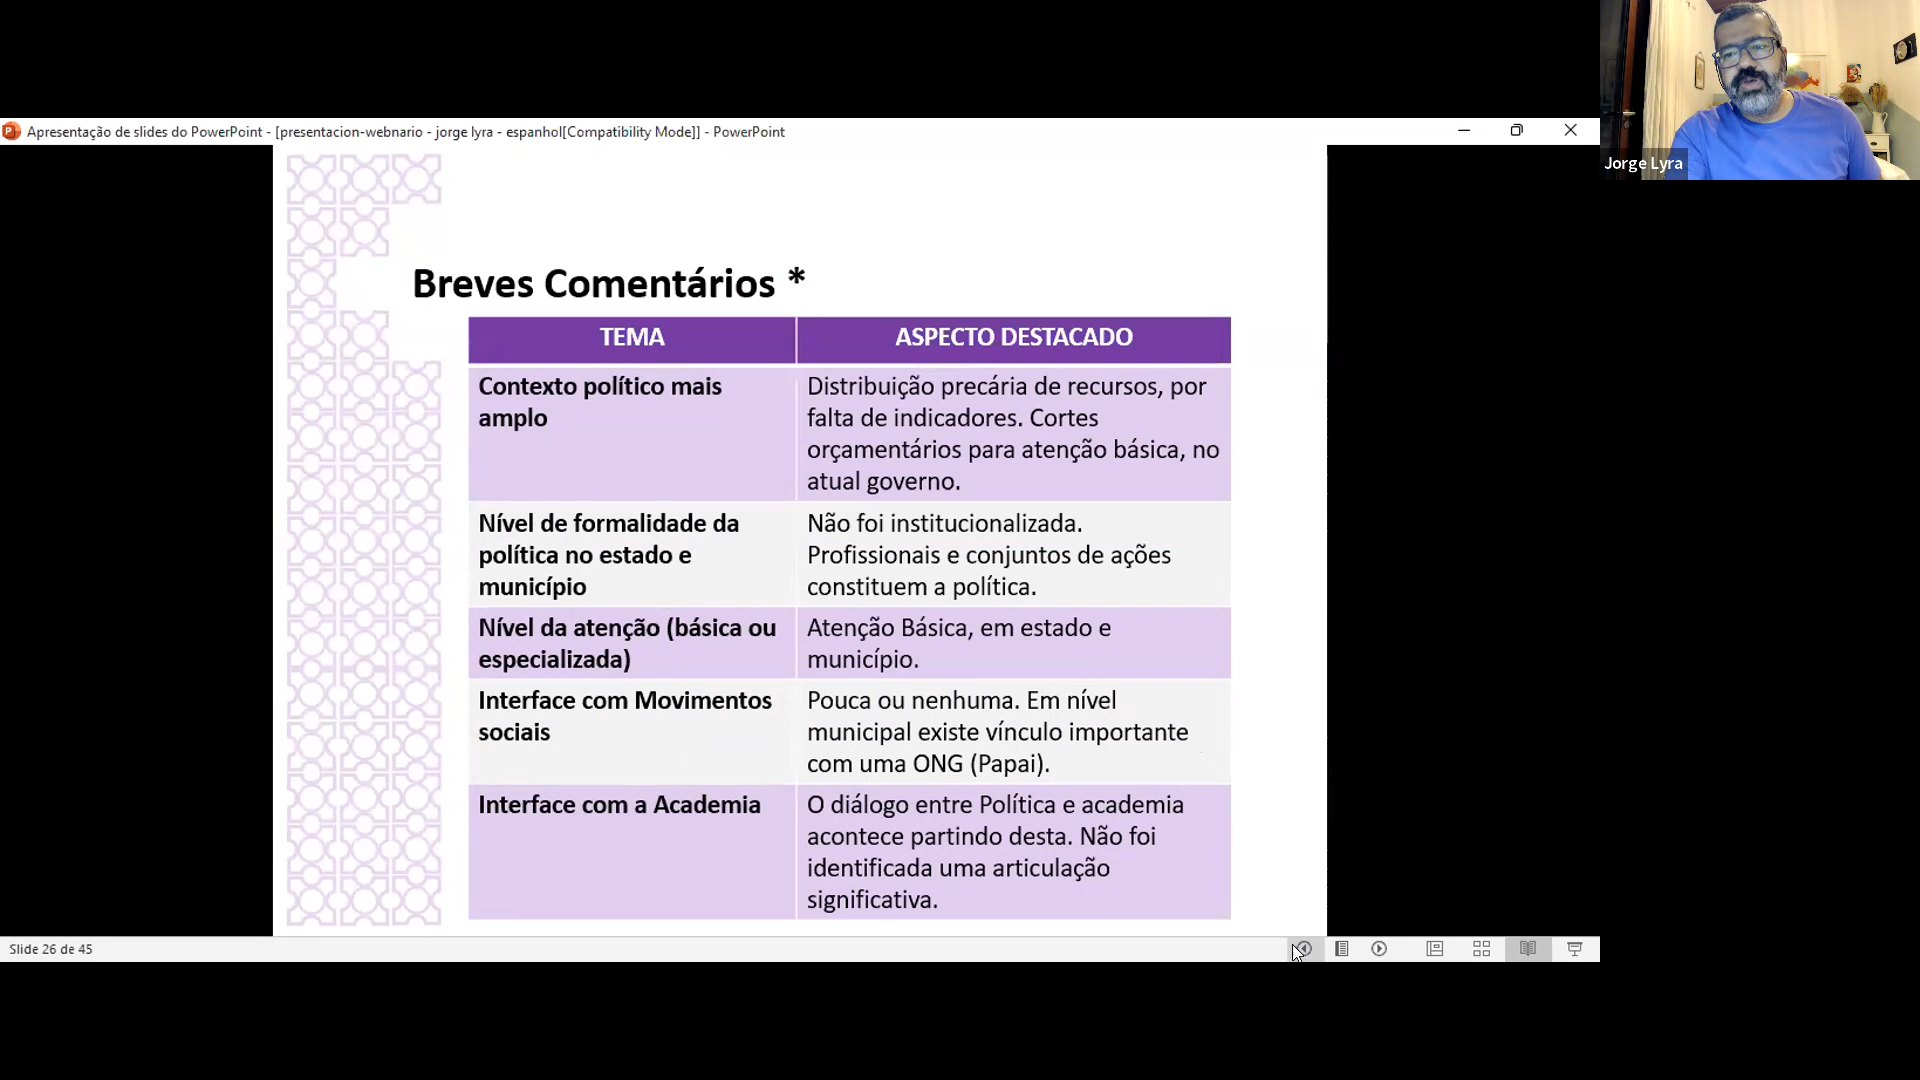 Apresentação de slides do PowerPoint - [presentacion-webnario - jorge lyra - espanhol[Compatibility Mode]] - PowerPoint
Jorge Lyra
Breves Comentários *
TEMA
ASPECTO DESTACADO
Contexto político mais
amplo
Distribuição precária de recursos, por
falta de indicadores. Cortes
orçamentários para atenção básica, no
atual governo.
Nível de formalidade da
política no estado e
município
Não foi institucionalizada.
Profissionais e conjuntos de ações
constituem a política.
Nível da atenção (básica ou
especializada)
Atenção Básica, em estado e
município.
Interface com Movimentos
sociais
Pouca ou nenhuma. Em nível
municipal existe vínculo importante
com uma ONG (Papai).
Interface com a Academia
O diálogo entre Política e academia
acontece partindo desta. Não foi
identificada uma articulação
significativa.
Slide 26 de 45